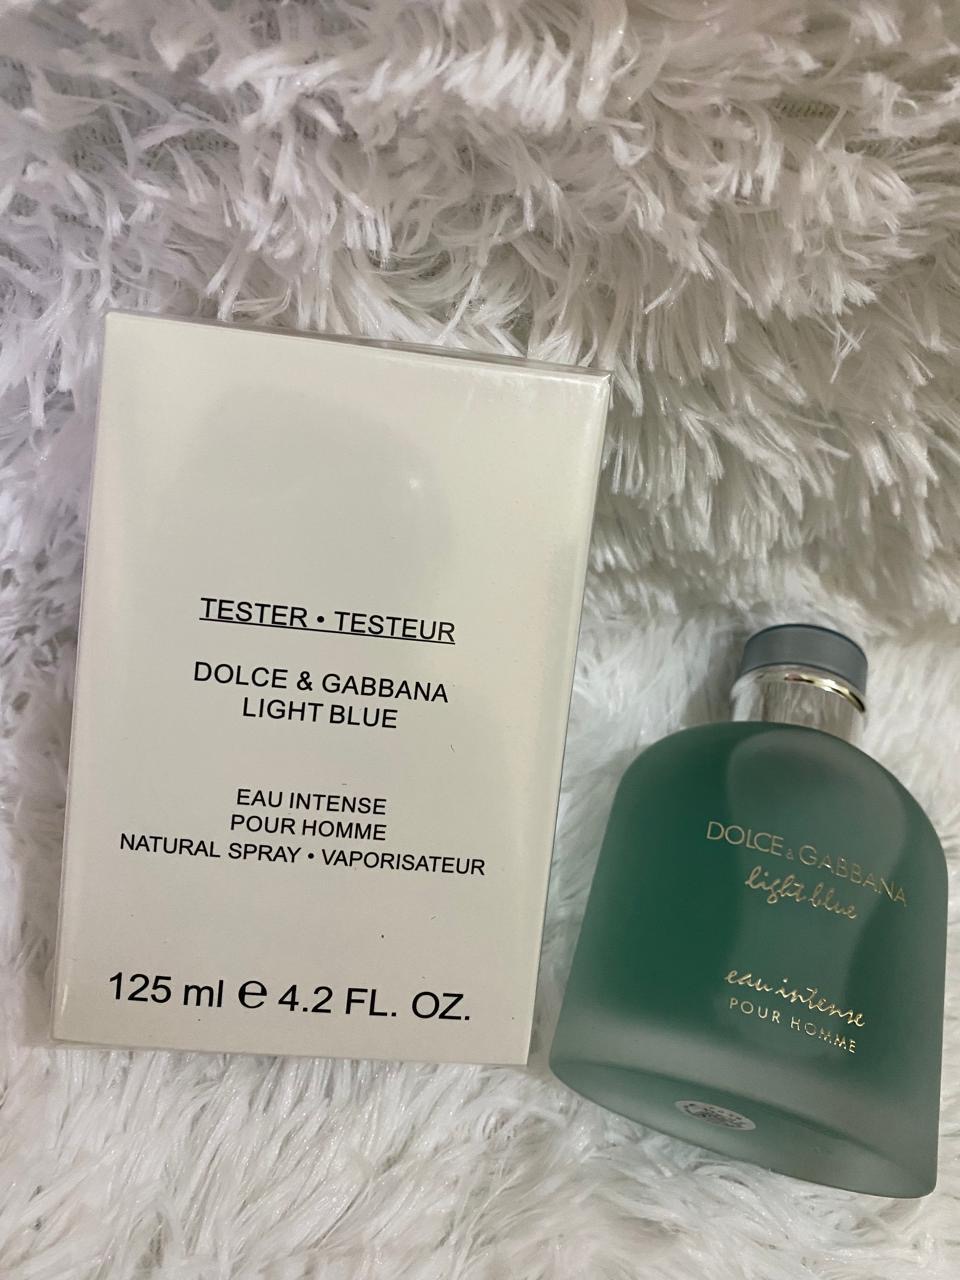 TESTER • TESTEUR
DOLCE & GABBANA
LIGHT BLUE
EAU INTENSE
POUR HOMME
NATURAL SPRAY • VAPORISATEUR
125 ml ℮ 4.2 FL. OZ.
DOLCE & GABBANA
light blue
eau intense
POUR HOMME